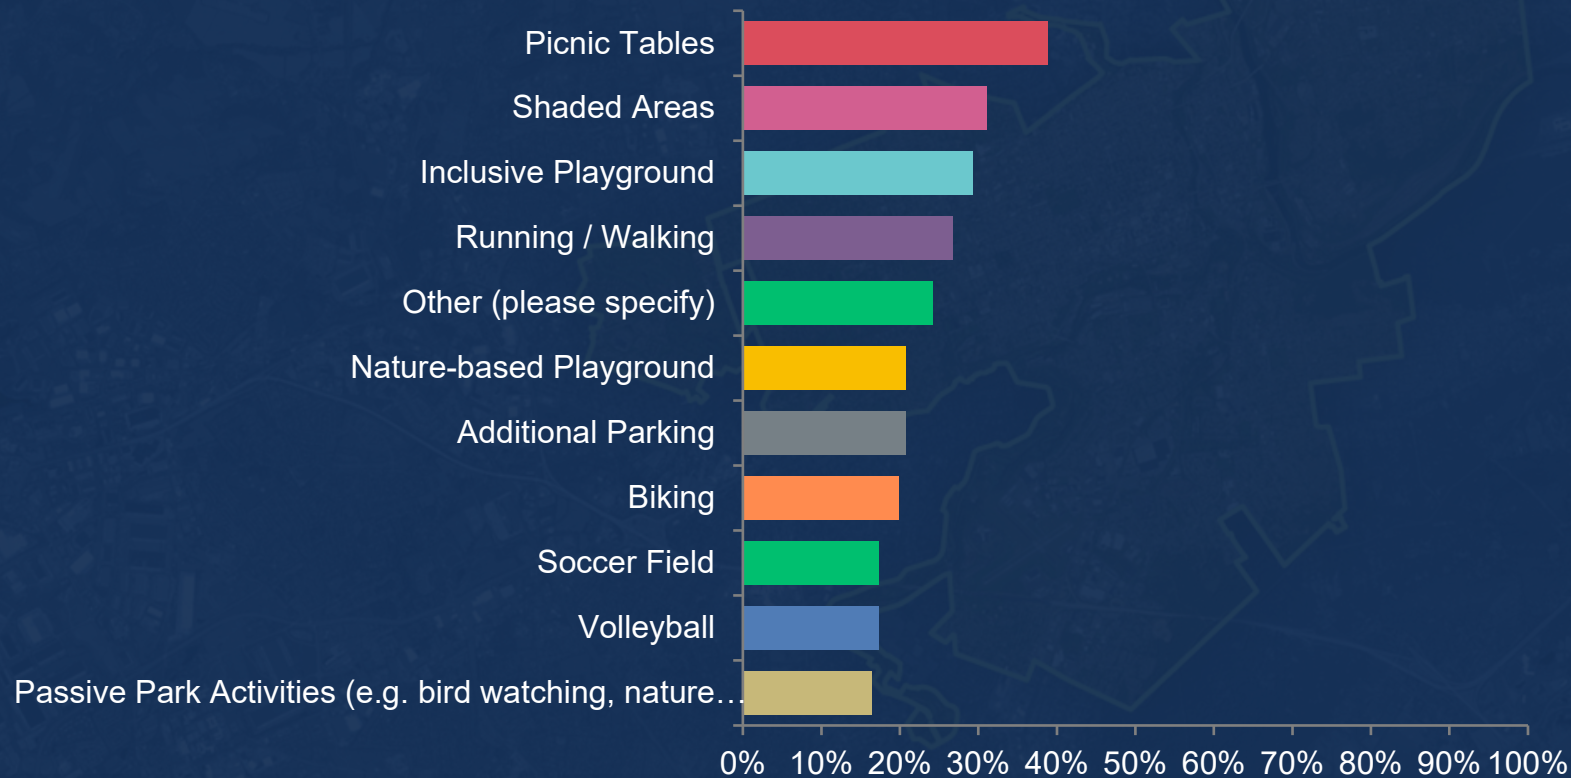 Picnic Tables
Shaded Areas
Inclusive Playground
Running / Walking
Other (please specify)
Nature-based Playground
Additional Parking
Biking
Soccer Field
Volleyball
Passive Park Activities (e.g. bird watching, nature…
0% 10% 20% 30% 40% 50% 60% 70% 80% 90% 100%